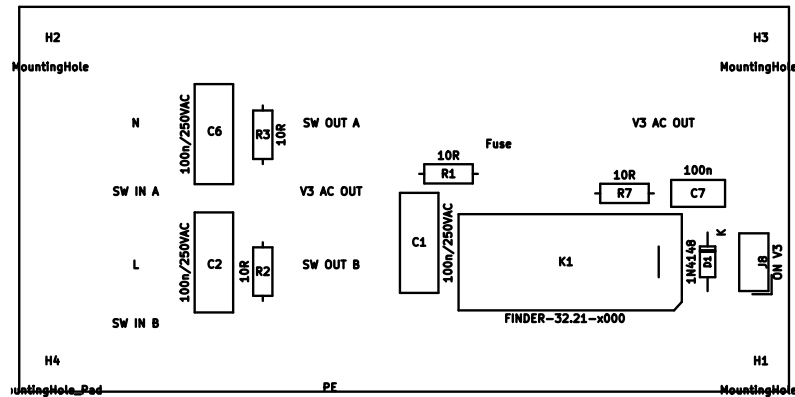 H2
H3
MountingHole
MountingHole
N
100n/250VAC
C6
R3
10R
SW OUT A
V3 AC OUT
Fuse
10R
R1
100n
10R
R7
C7
SW IN A
V3 AC OUT
C1
100n/250VAC
L
100n/250VAC
C2
10R
R2
SW OUT B
K1
1N4148
D1
K
J8
ON V3
SW IN B
FINDER-32.21-x000
H4
H1
PE
ountingHole_Pad
MountingHole